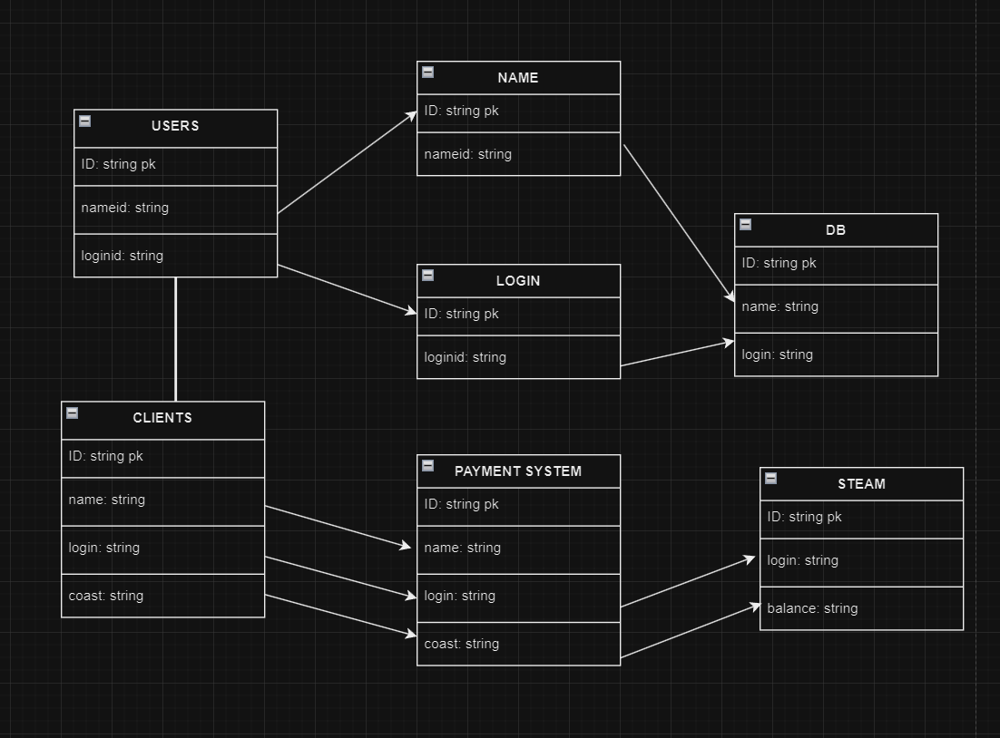 USERS
ID: string pk
nameid: string
loginid: string
NAME
ID: string pk
nameid: string
LOGIN
ID: string pk
loginid: string
DB
ID: string pk
name: string
login: string
CLIENTS
ID: string pk
name: string
login: string
coast: string
PAYMENT SYSTEM
ID: string pk
name: string
login: string
coast: string
STEAM
ID: string pk
login: string
balance: string